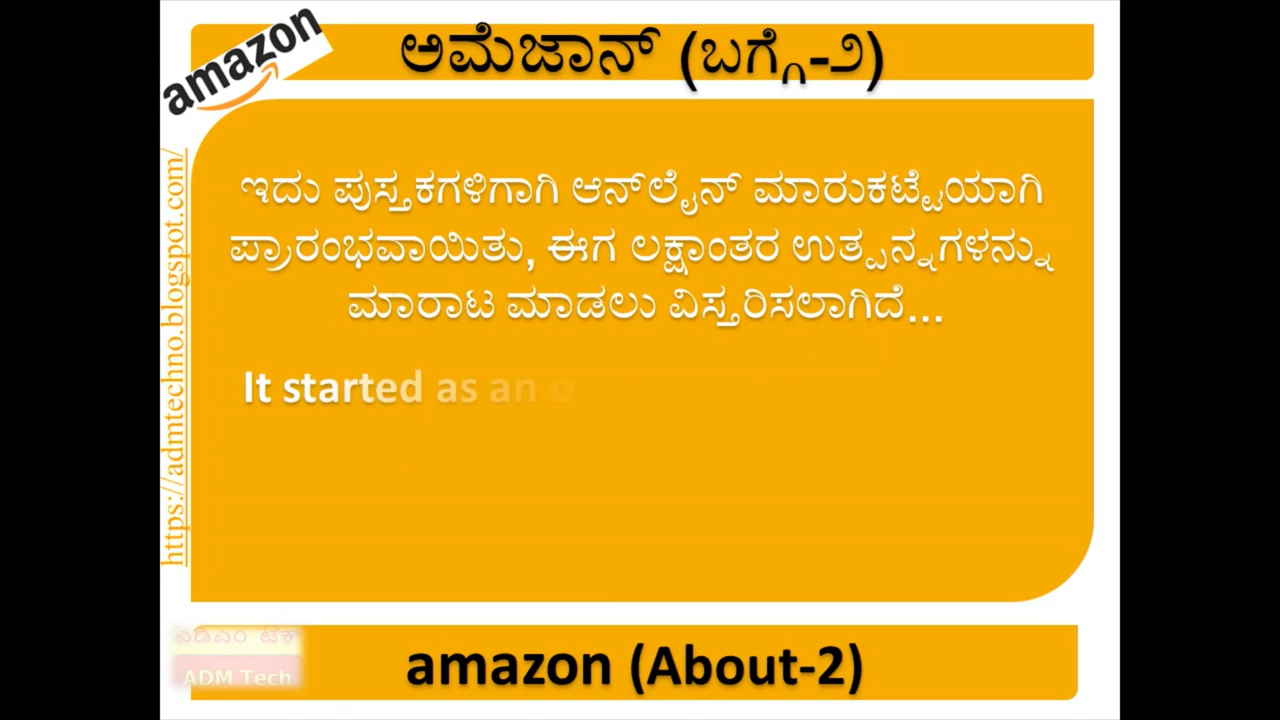 amazon
ಅಮೆಜಾನ್ (ಬಗ್ಗೆ-೨)
https://admtechno.blogspot.com/
ಇದು ಪುಸ್ತಕಗಳಿಗಾಗಿ ಆನ್‌ಲೈನ್ ಮಾರುಕಟ್ಟೆಯಾಗಿ
ಪ್ರಾರಂಭವಾಯಿತು, ಈಗ ಲಕ್ಷಾಂತರ ಉತ್ಪನ್ನಗಳನ್ನು
ಮಾರಾಟ ಮಾಡಲು ವಿಸ್ತರಿಸಲಾಗಿದೆ...
It started as an o
ಎಡಿಎಂ ಟೆಕ್
ADM Tech
amazon (About-2)